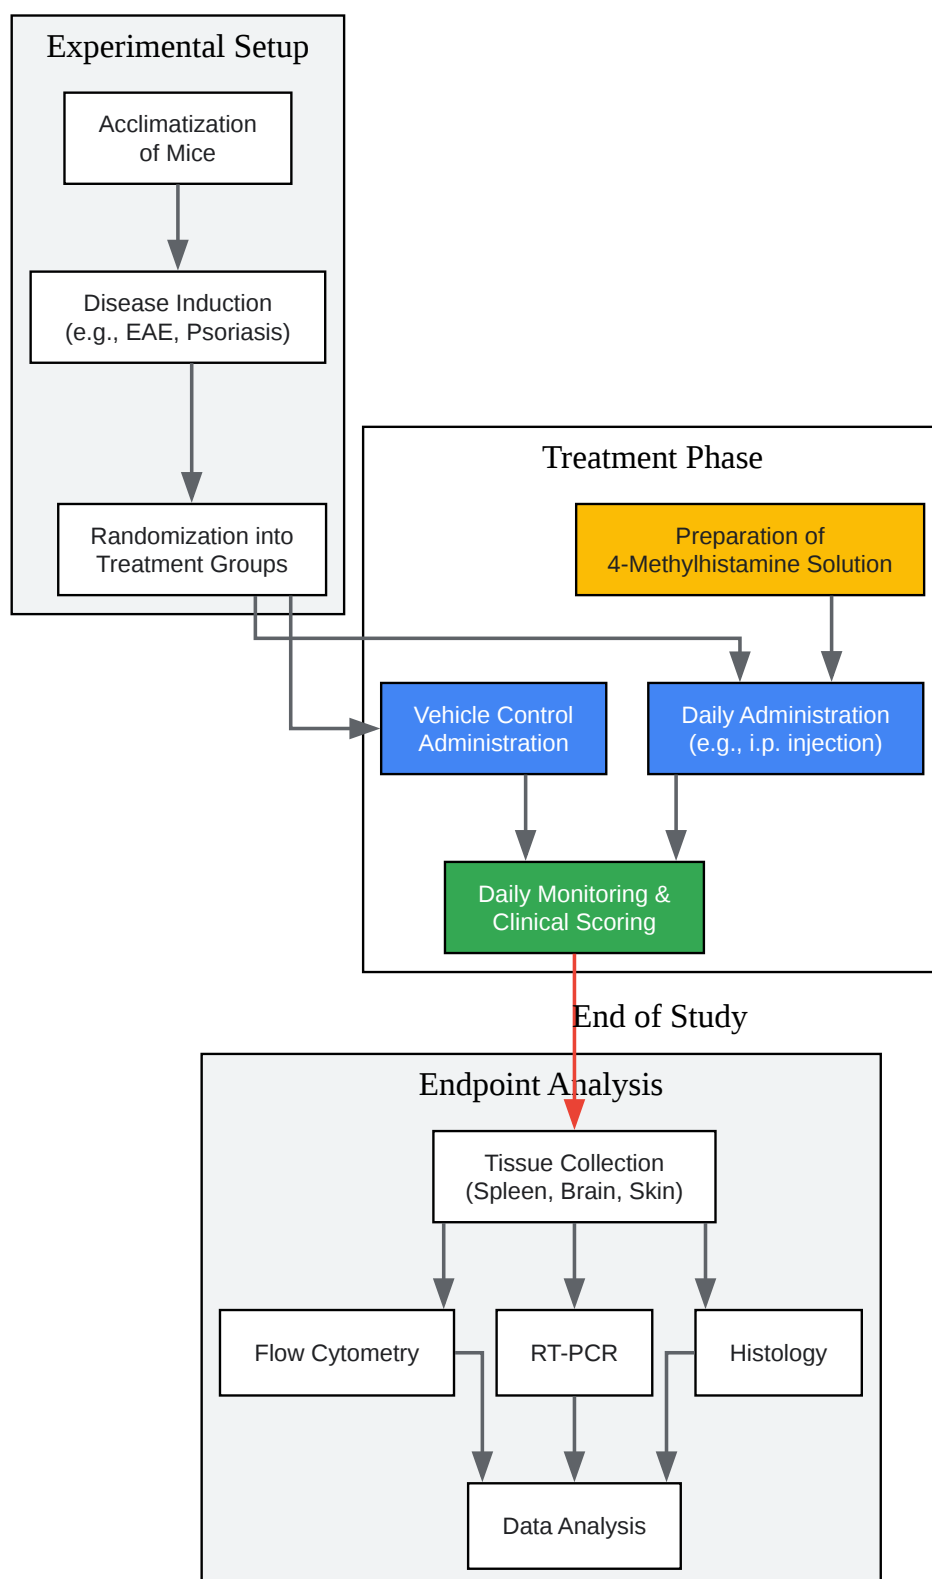 Experimental Setup
Acclimatization
of Mice
Disease Induction
(e.g., EAE, Psoriasis)
Randomization into
Treatment Groups
Treatment Phase
Preparation of
4-Methylhistamine Solution
Vehicle Control
Administration
Daily Administration
(e.g., i.p. injection)
Daily Monitoring &
Clinical Scoring
End of Study
Endpoint Analysis
Tissue Collection
(Spleen, Brain, Skin)
Flow Cytometry
RT-PCR
Histology
Data Analysis